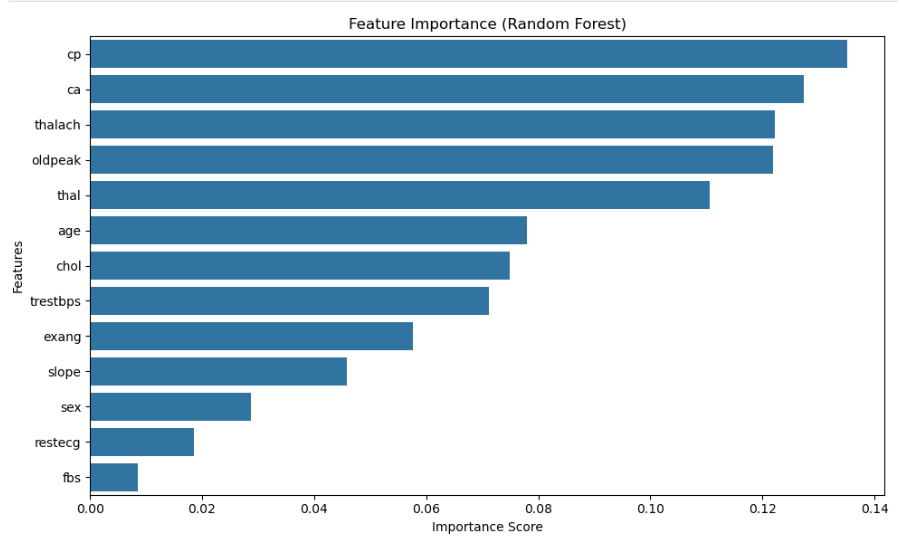 Feature Importance (Random Forest)
cp
ca
thalach
oldpeak
thal
age
chol
trestbps
exang
slope
sex
restecg
fbs
Features
0.00 0.02 0.04 0.06 0.08 0.10 0.12 0.14
Importance Score